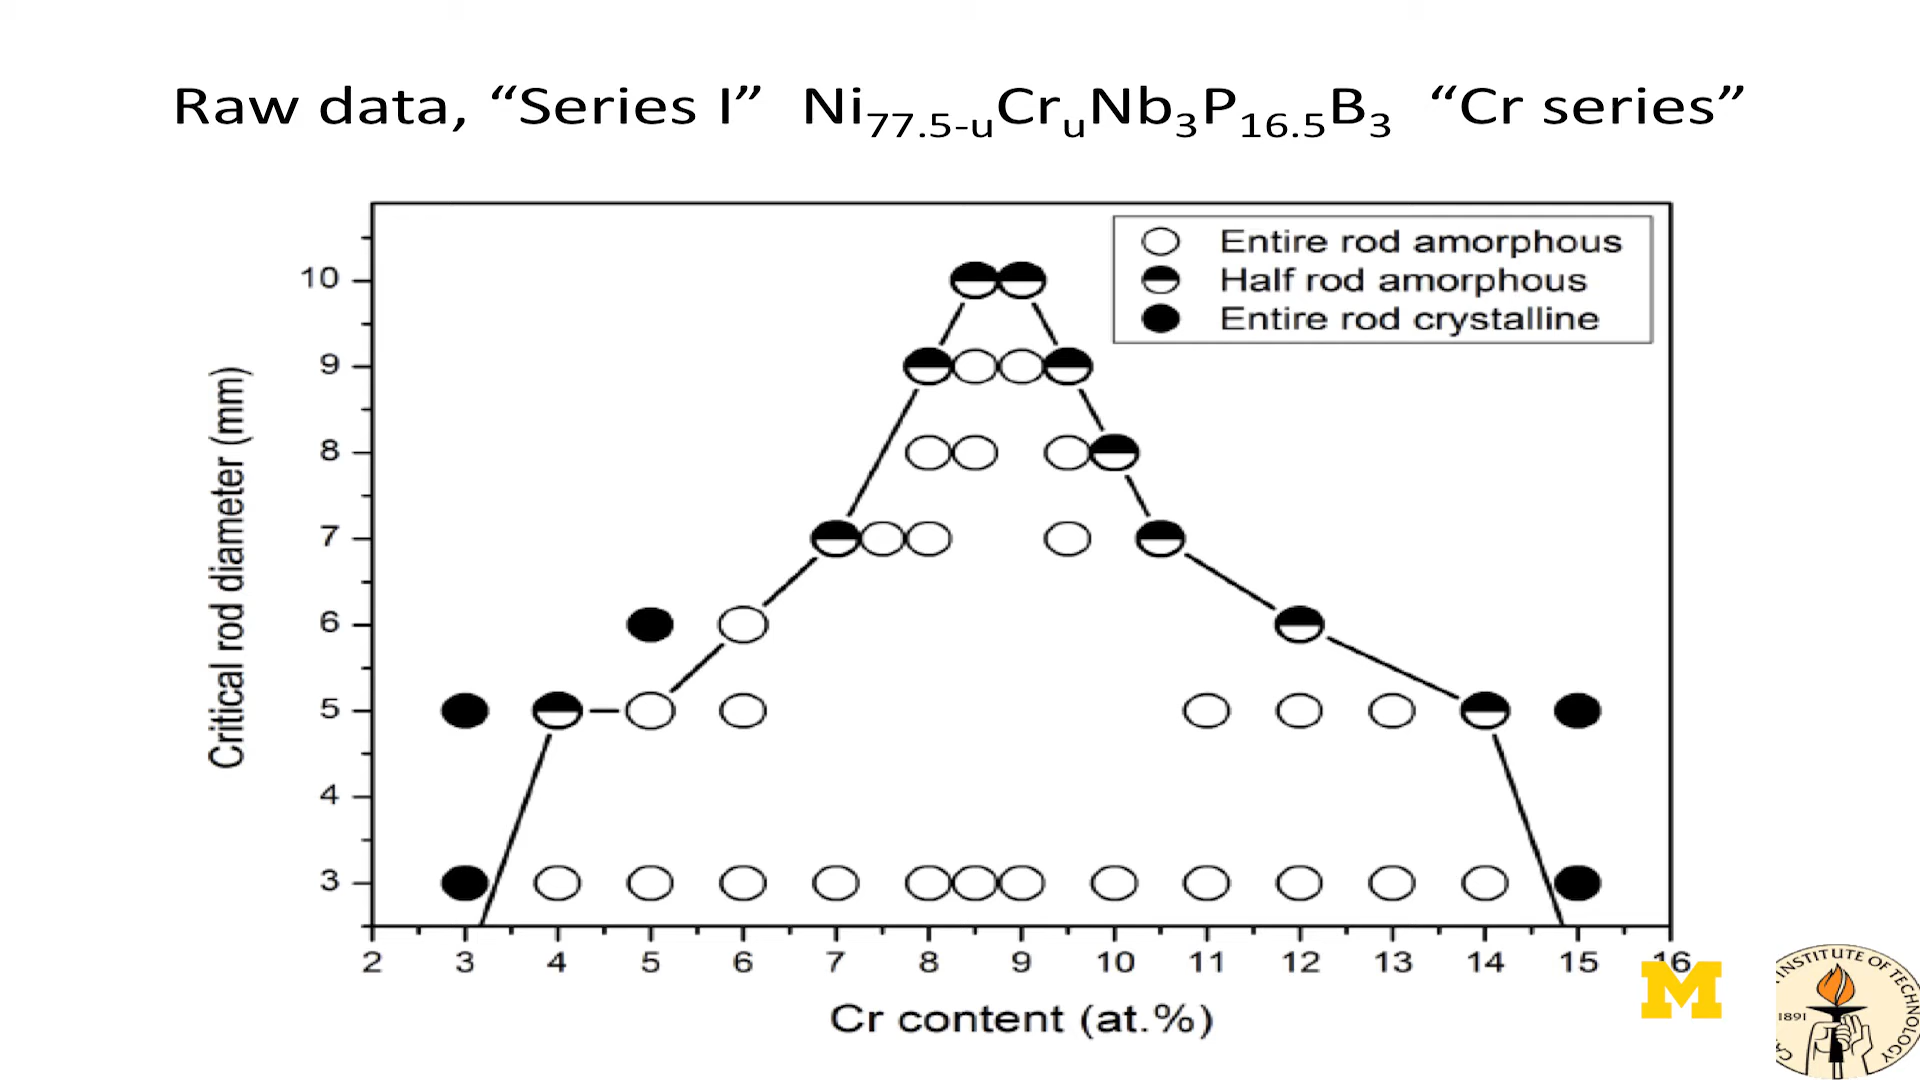 Raw data, “Series I” Ni77.5-uCruNb3P16.5B3 “Cr series”
Entire rod amorphous
Half rod amorphous
Entire rod crystalline
Critical rod diameter (mm)
10
9
8
7
6
5
4
3
2 3 4 5 6 7 8 9 10 11 12 13 14 15 16
Cr content (at.%)
M
INSTITUTE OF TECHNOLOGY
1891